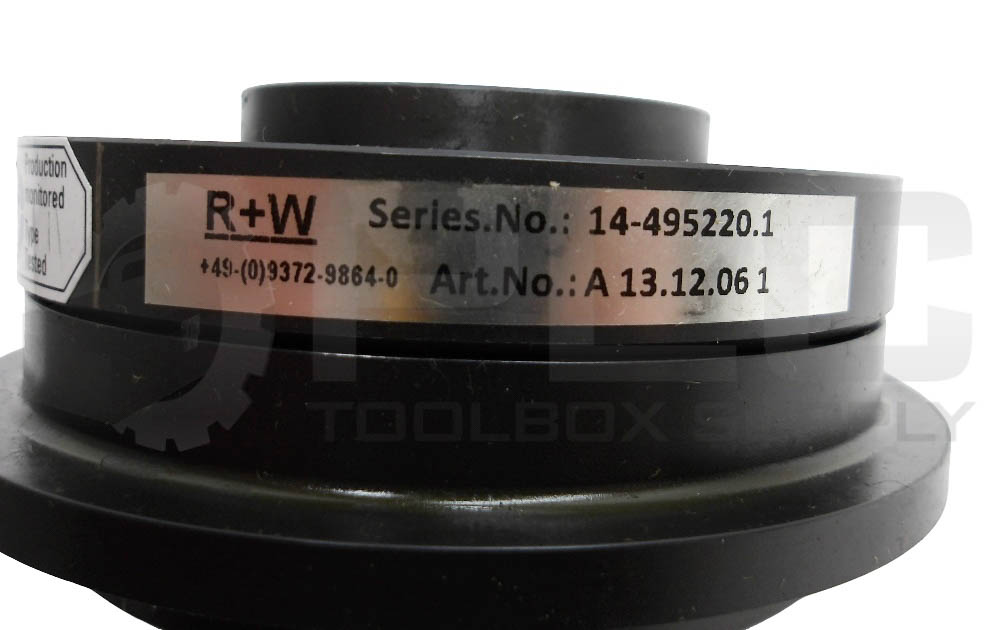 Production
monitored
Type
tested
R+W
+49-(0)9372-9864-0
Series.No.: 14-495220.1
Art.No.: A 13.12.06 1
PLC
TOOLBOX SUPPLY